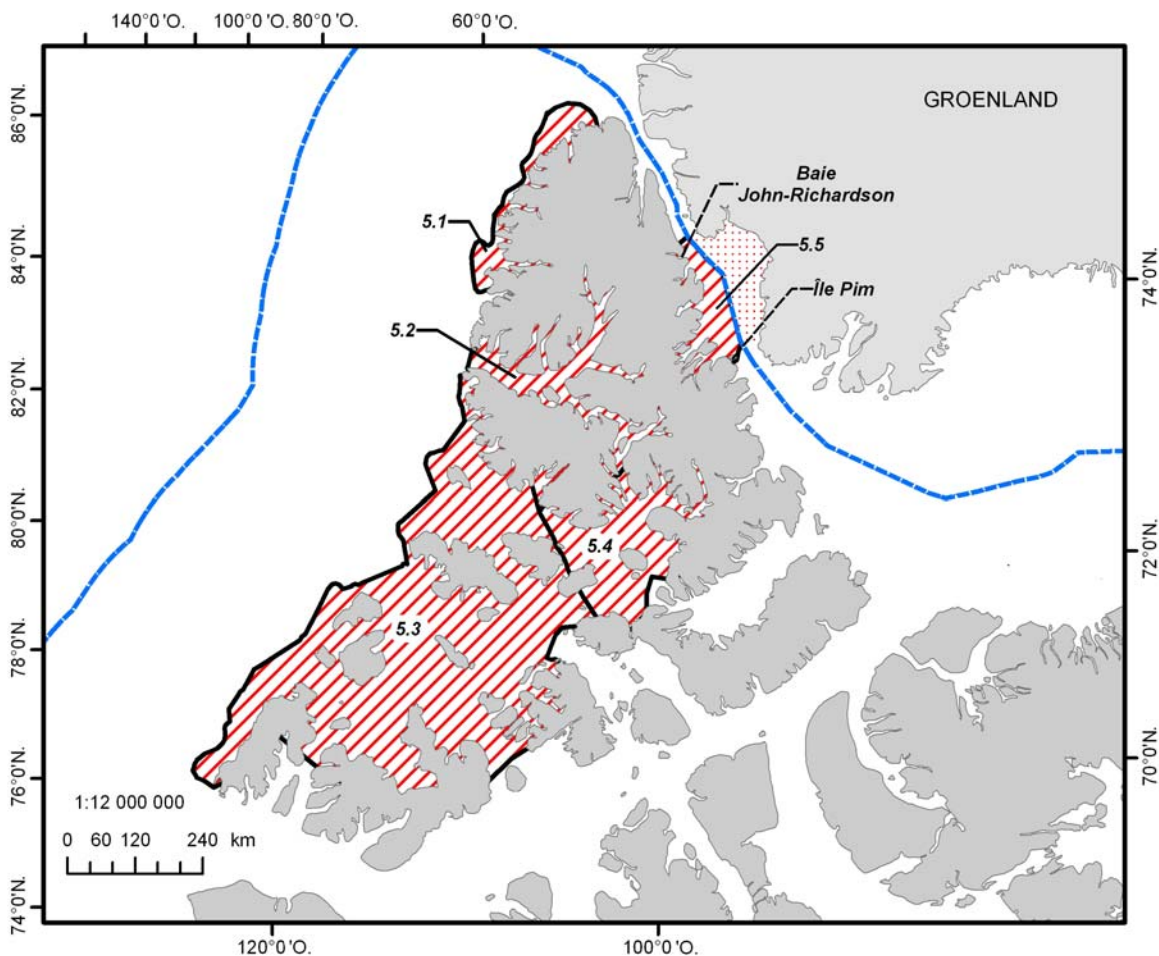 140°0'O.
100°0'O.
80°0'O.
60°0'O.
86°0'N.
84°0'N.
82°0'N.
80°0'N.
78°0'N.
76°0'N.
74°0'N.
GROENLAND
Baie
John-Richardson
5.1
5.5
74°0'N.
Île Pim
5.2
5.4
72°0'N.
5.3
70°0'N.
1:12 000 000
0 60 120 240 km
120°0'O.
100°0'O.